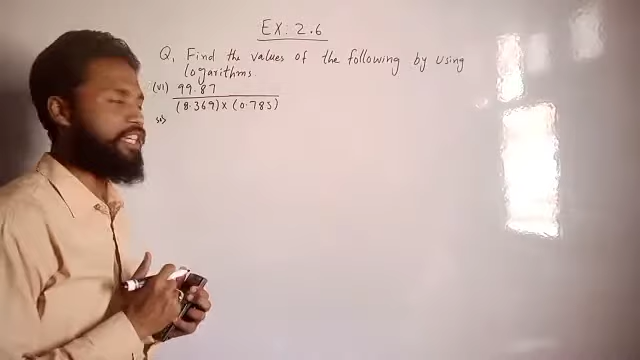 EX: 2.6
Q, Find the values of the following by using
logarithms.
(VI) 99.87
(8.369) x (0.785)
Sol